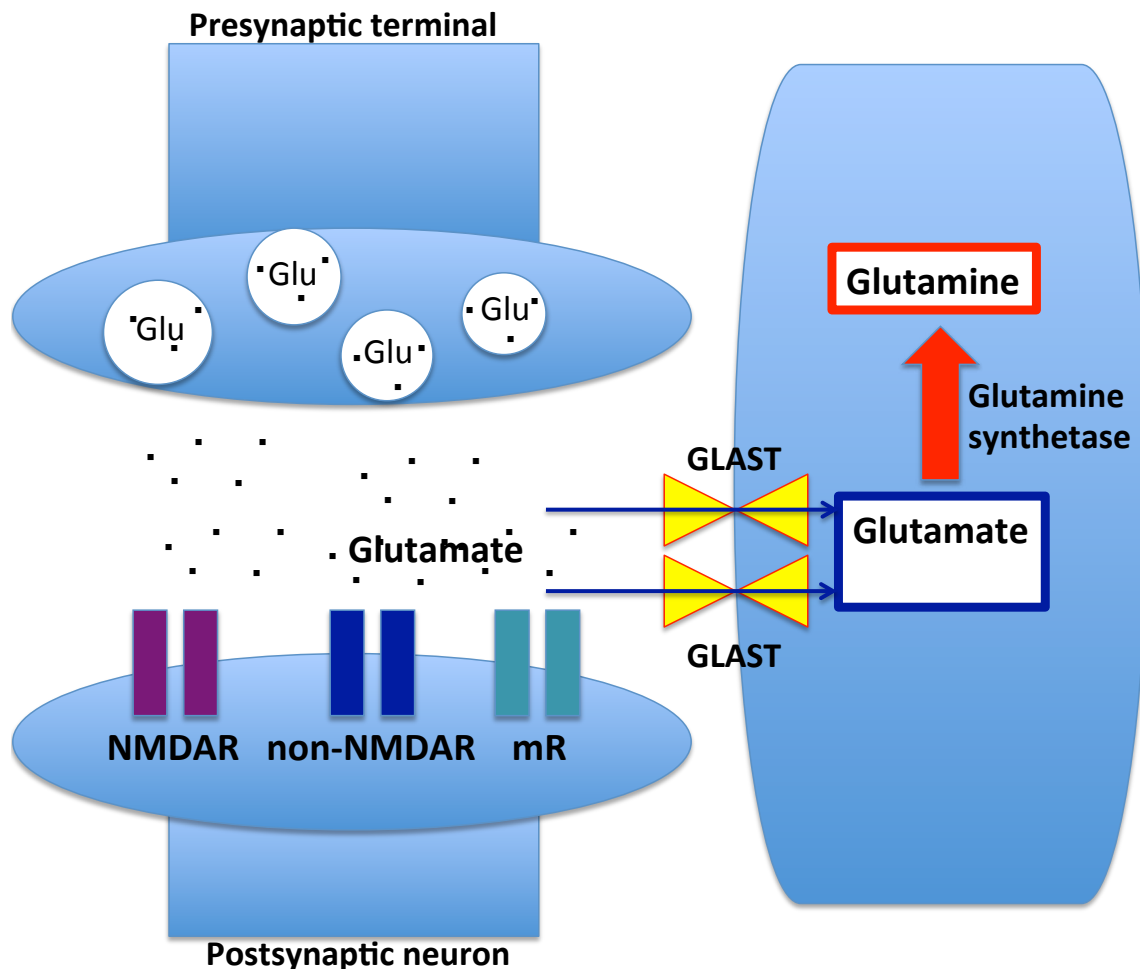 Presynaptic terminal
Glu
Glu
Glu
Glu
Glutamate
NMDAR
non-NMDAR
mR
Postsynaptic neuron
GLAST
GLAST
Glutamine
Glutamine
synthetase
Glutamate